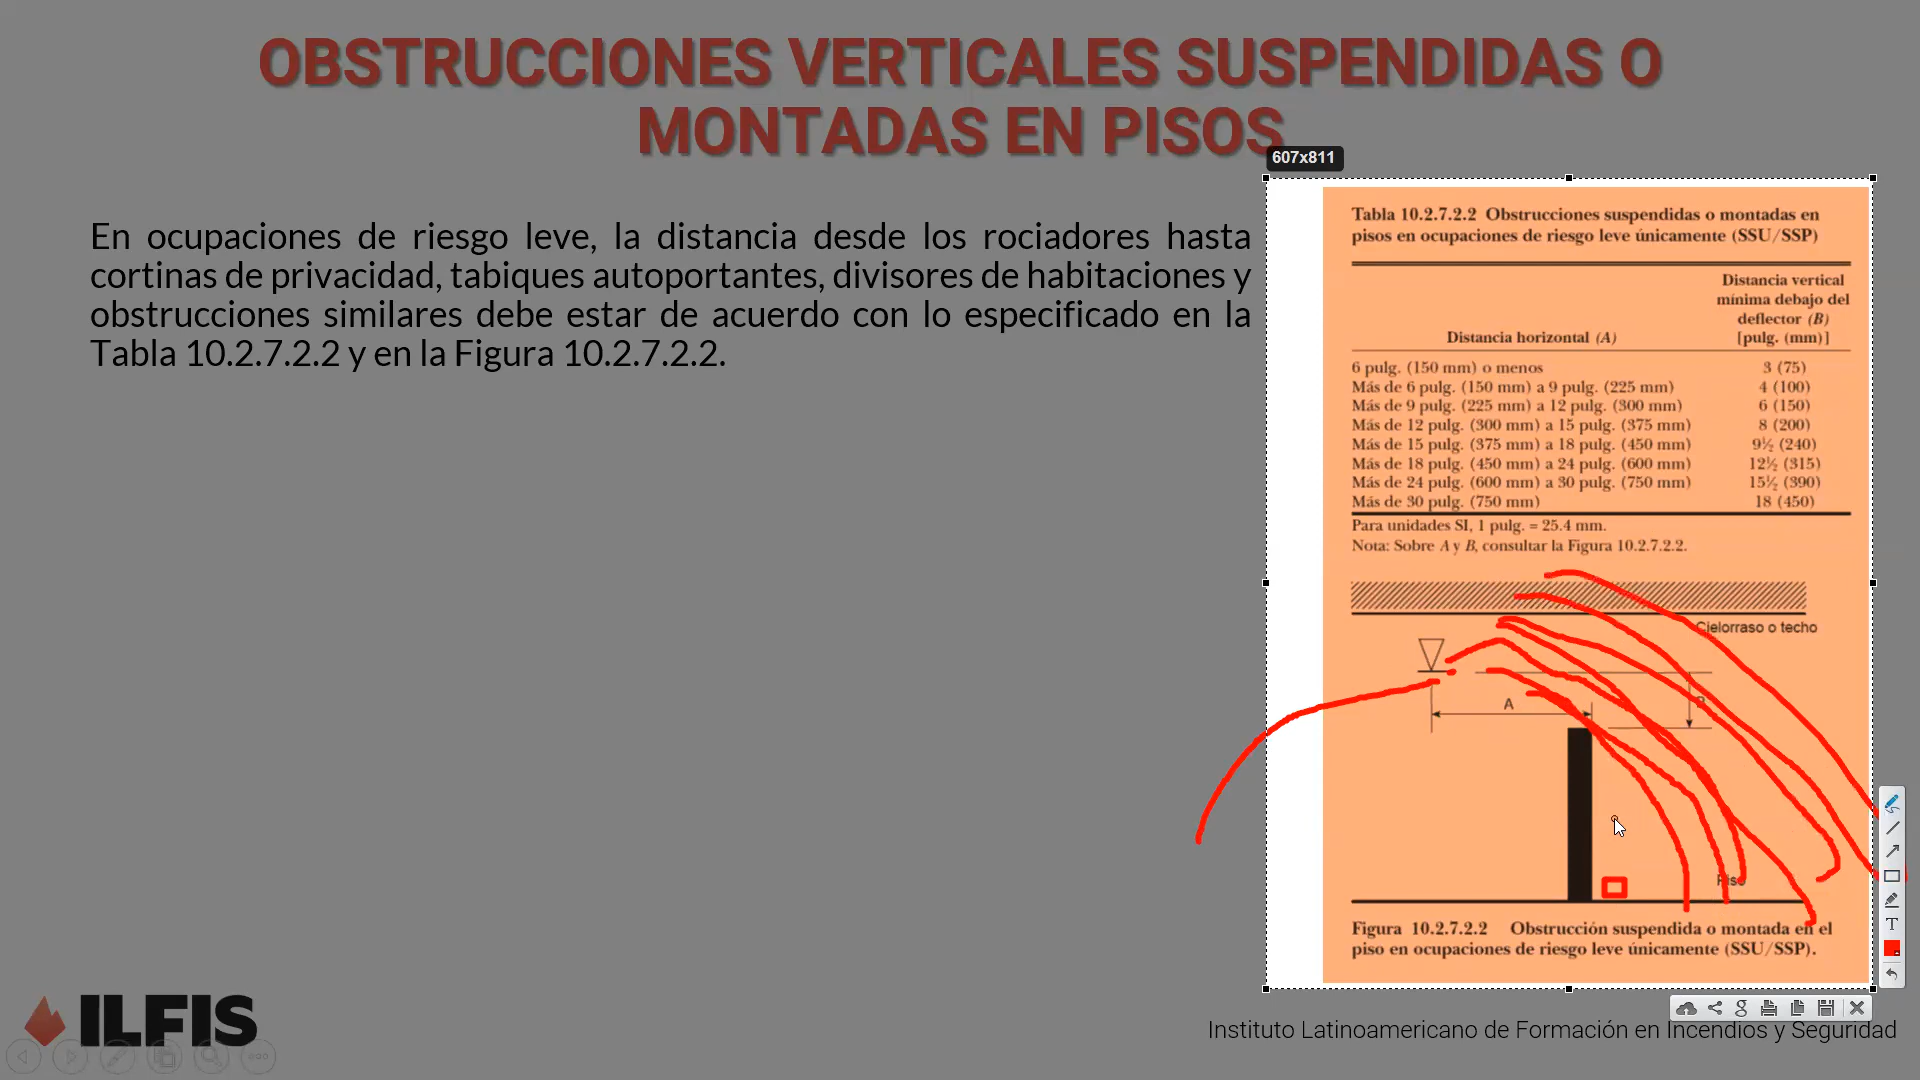 OBSTRUCCIONES VERTICALES SUSPENDIDAS O
MONTADAS EN PISOS
607x811
En ocupaciones de riesgo leve, la distancia desde los rociadores hasta
cortinas de privacidad, tabiques autoportantes, divisores de habitaciones y
obstrucciones similares debe estar de acuerdo con lo especificado en la
Tabla 10.2.7.2.2 y en la Figura 10.2.7.2.2.
Tabla 10.2.7.2.2 Obstrucciones suspendidas o montadas en
pisos en ocupaciones de riesgo leve únicamente (SSU/SSP)
Distancia horizontal (A)
Distancia vertical
mínima debajo del
deflector (B)
[pulg. (mm)]
6 pulg. (150 mm) o menos 3 (75)
Más de 6 pulg. (150 mm) a 9 pulg. (225 mm) 4 (100)
Más de 9 pulg. (225 mm) a 12 pulg. (300 mm) 6 (150)
Más de 12 pulg. (300 mm) a 15 pulg. (375 mm) 8 (200)
Más de 15 pulg. (375 mm) a 18 pulg. (450 mm) 9½ (240)
Más de 18 pulg. (450 mm) a 24 pulg. (600 mm) 12½ (315)
Más de 24 pulg. (600 mm) a 30 pulg. (750 mm) 15½ (390)
Más de 30 pulg. (750 mm) 18 (450)
Para unidades SI, 1 pulg. = 25.4 mm.
Nota: Sobre A y B, consultar la Figura 10.2.7.2.2.
Cielorraso o techo
A
B
Piso
Figura 10.2.7.2.2 Obstrucción suspendida o montada en el
piso en ocupaciones de riesgo leve únicamente (SSU/SSP).
T
g
ILFIS
Instituto Latinoamericano de Formación en Incendios y Seguridad